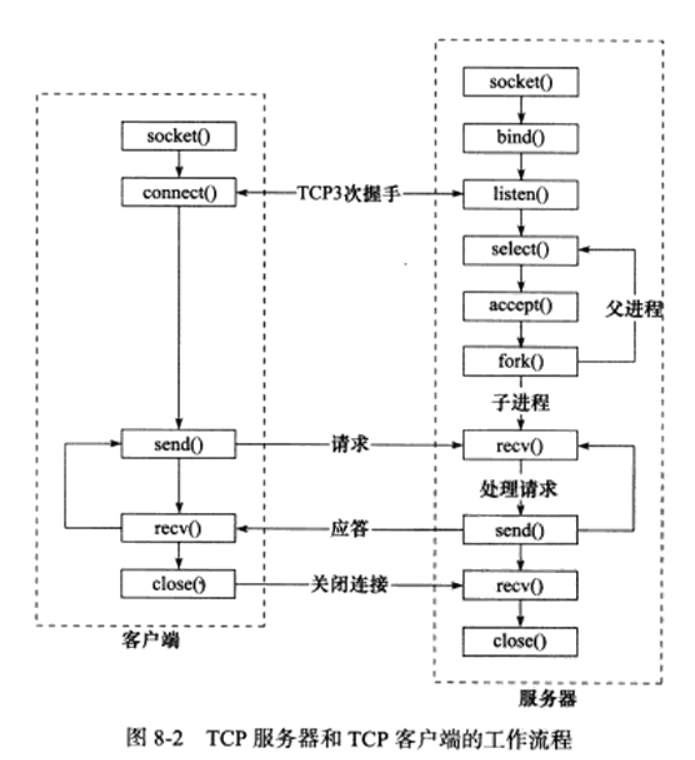 socket()
bind()
listen()
select()
accept()
父进程
fork()
子进程
recv()
处理请求
send()
recv()
close()
服务器
socket()
connect()
TCP3次握手
send()
请求
recv()
应答
close()
关闭连接
客户端
图 8-2 TCP 服务器和 TCP 客户端的工作流程